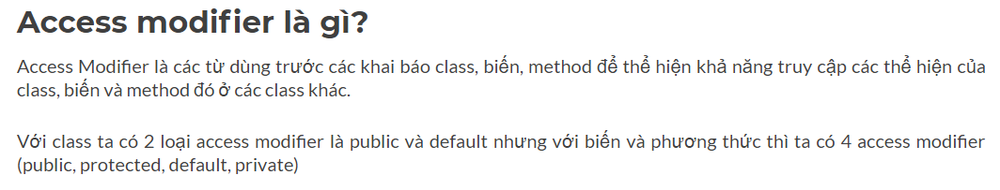 Access modifier là gì?
Access Modifier là các từ dùng trước các khai báo class, biến, method để thể hiện khả năng truy cập các thể hiện của
class, biến và method đó ở các class khác.
Với class ta có 2 loại access modifier là public và default nhưng với biến và phương thức thì ta có 4 access modifier
(public, protected, default, private)